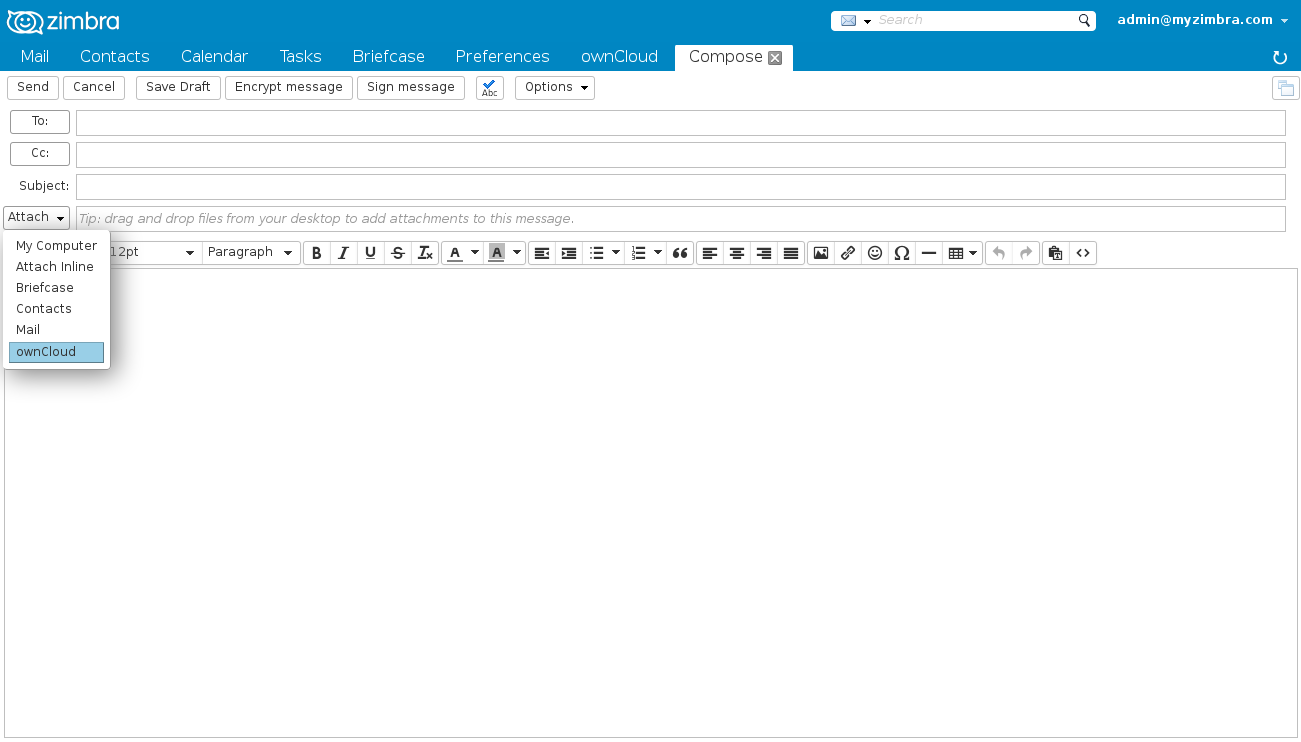 zimbra Search admin@myzimbra.com
Mail Contacts Calendar Tasks Briefcase Preferences ownCloud Compose
Send Cancel Save Draft Encrypt message Sign message Abc Options
To:
Cc:
Subject:
Attach Tip: drag and drop files from your desktop to add attachments to this message.
My Computer
Attach Inline
Briefcase
Contacts
Mail
ownCloud
12pt Paragraph B I U S Tx A A